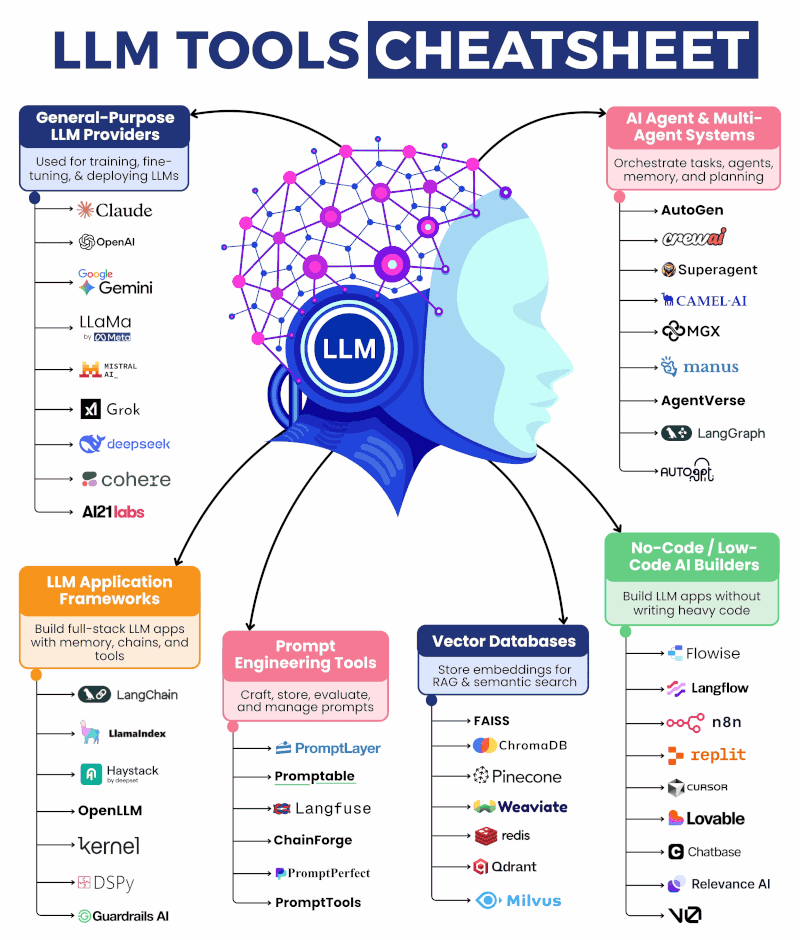 LLM TOOLS CHEATSHEET
General-Purpose
LLM Providers
Used for training, fine-
tuning, & deploying LLMs
Claude
OpenAI
Google
Gemini
LLaMa
by Meta
MISTRAL
AI_
Grok
deepseek
cohere
AI21labs
AI Agent & Multi-
Agent Systems
Orchestrate tasks, agents,
memory, and planning
AutoGen
crewai
Superagent
CAMEL-AI
MGX
manus
AgentVerse
LangGraph
AUTOgpt
LLM
LLM Application
Frameworks
Build full-stack LLM apps
with memory, chains, and
tools
LangChain
LlamaIndex
Haystack
by deepset
OpenLLM
kernel
DSPy
Guardrails AI
Prompt
Engineering Tools
Craft, store, evaluate,
and manage prompts
PromptLayer
Promptable
Langfuse
ChainForge
PromptPerfect
PromptTools
Vector Databases
Store embeddings for
RAG & semantic search
FAISS
ChromaDB
Pinecone
Weaviate
redis
Qdrant
Milvus
No-Code / Low-
Code AI Builders
Build LLM apps without
writing heavy code
Flowise
Langflow
n8n
replit
CURSOR
Lovable
Chatbase
Relevance AI
v0